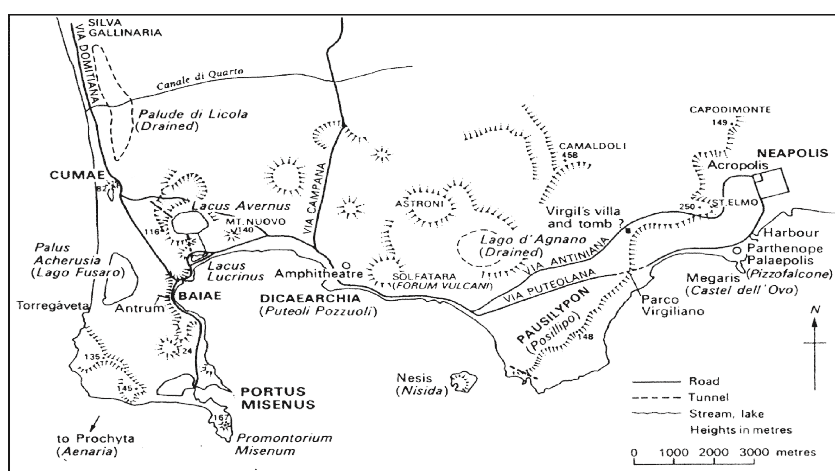 SILVA
GALLINARIA
VIA DOMITIANA
Canale di Quarto
Palude di Licola
(Drained)
CUMAE
82
Lacus Avernus
116
MT. NUOVO
140
VIA CAMPANA
Palus
Acherusia
(Lago Fusaro)
Lacus
Lucrinus
Torregáveta
Antrum
BAIAE
DICAEARCHIA
(Puteoli Pozzuoli)
Amphitheatre
SOLFATARA
(FORUM VULCANI)
ASTRONI
CAMALDOLI
458
Lago d'Agnano
(Drained)
Virgil's villa
and tomb ?
VIA ANTINIANA
VIA PUTEOLANA
CAPODIMONTE
149
Acropolis
NEAPOLIS
250
ST. ELMO
Harbour
Parthenope
Palaepolis
(Pizzofalcone)
Megaris
(Castel dell'Ovo)
Parco
Virgiliano
PAUSILYPON
(Posillipo)
148
Nesis
(Nisida)
135
145
124
PORTUS
MISENUS
167
Promontorium
Misenum
to Prochyta
(Aenaria)
N
Road
Tunnel
Stream, lake
Heights in metres
0 1000 2000 3000 metres